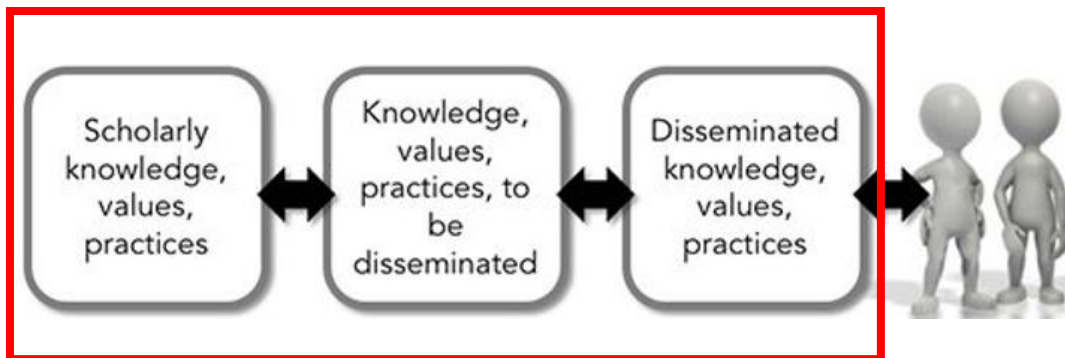 Scholarly
knowledge,
values,
practices
Knowledge,
values,
practices, to
be
disseminated
Disseminated
knowledge,
values,
practices